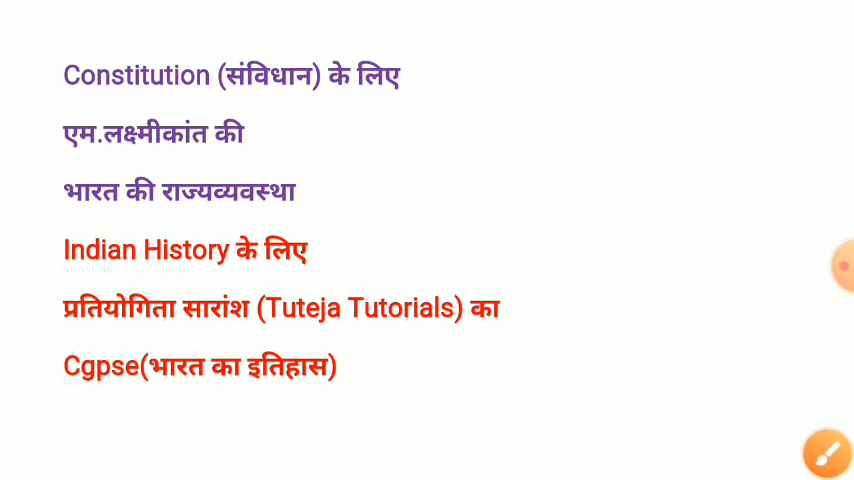 Constitution (संविधान) के लिए
एम.लक्ष्मीकांत की
भारत की राज्यव्यवस्था
Indian History के लिए
प्रतियोगिता सारांश (Tuteja Tutorials) का
Cgpse(भारत का इतिहास)